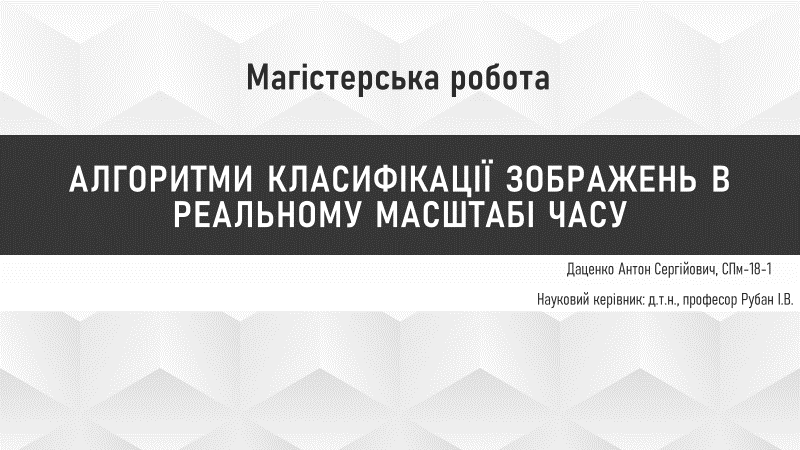 Магістерська робота
АЛГОРИТМИ КЛАСИФІКАЦІЇ ЗОБРАЖЕНЬ В
РЕАЛЬНОМУ МАСШТАБІ ЧАСУ
Даценко Антон Сергійович, СПм-18-1
Науковий керівник: д.т.н., професор Рубан І.В.